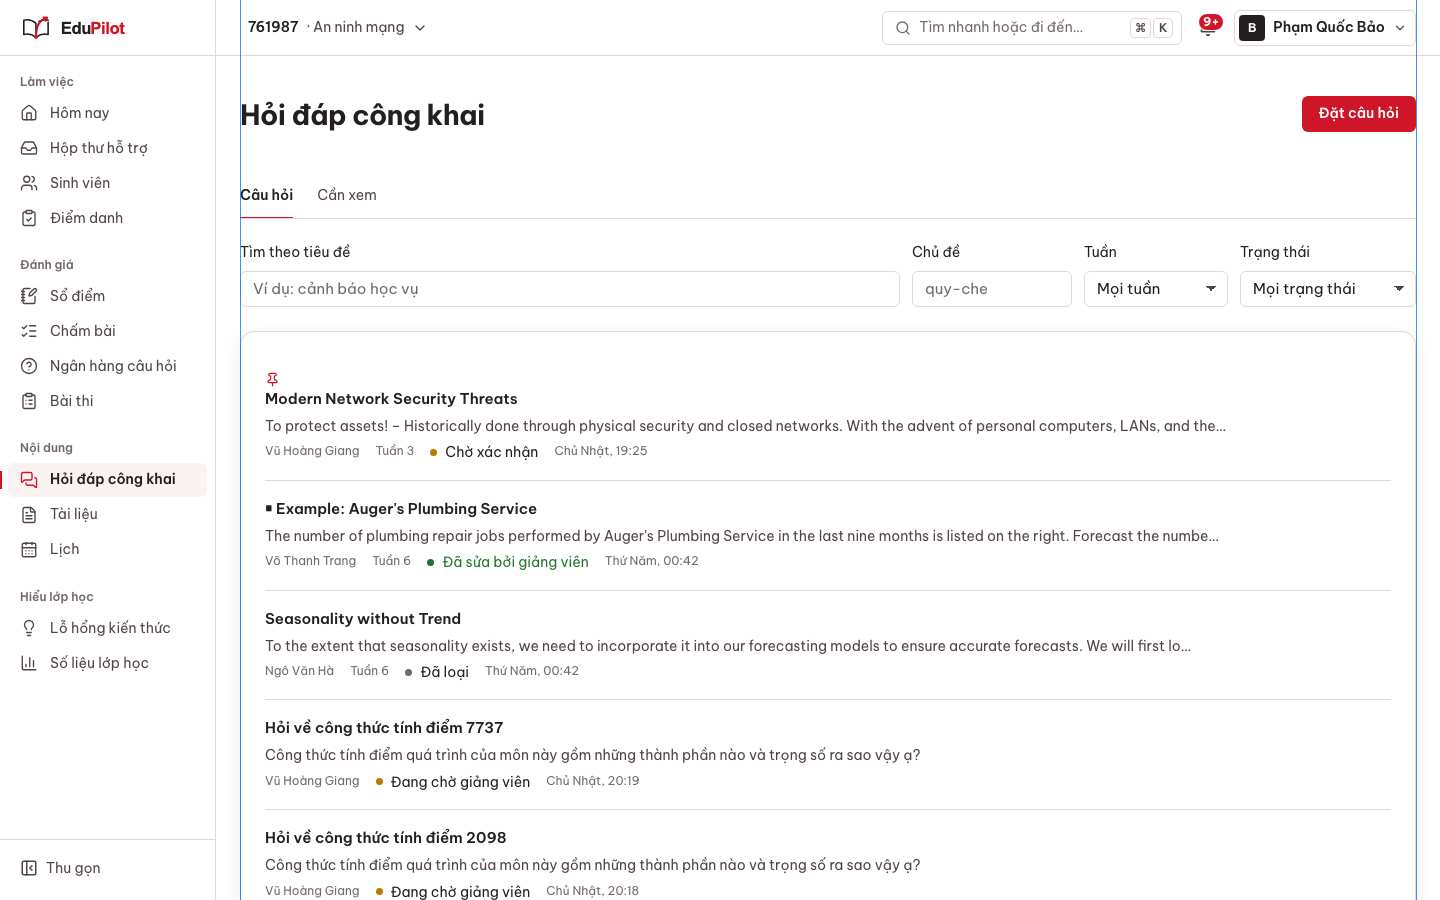 EduPilot
761987 · An ninh mạng
Tìm nhanh hoặc đi đến...
⌘ K
9+
B Phạm Quốc Bảo
Làm việc
Hôm nay
Hộp thư hỗ trợ
Sinh viên
Điểm danh
Đánh giá
Sổ điểm
Chấm bài
Ngân hàng câu hỏi
Bài thi
Nội dung
Hỏi đáp công khai
Tài liệu
Lịch
Hiểu lớp học
Lỗ hổng kiến thức
Số liệu lớp học
Thu gọn
Hỏi đáp công khai
Đặt câu hỏi
Câu hỏi Cần xem
Tìm theo tiêu đề Chủ đề Tuần Trạng thái
Ví dụ: cảnh báo học vụ quy-che Mọi tuần Mọi trạng thái
Modern Network Security Threats
To protect assets! – Historically done through physical security and closed networks. With the advent of personal computers, LANs, and the...
Vũ Hoàng Giang Tuần 3 Chờ xác nhận Chủ Nhật, 19:25
▪ Example: Auger's Plumbing Service
The number of plumbing repair jobs performed by Auger's Plumbing Service in the last nine months is listed on the right. Forecast the numbe...
Võ Thanh Trang Tuần 6 Đã sửa bởi giảng viên Thứ Năm, 00:42
Seasonality without Trend
To the extent that seasonality exists, we need to incorporate it into our forecasting models to ensure accurate forecasts. We will first lo...
Ngô Văn Hà Tuần 6 Đã loại Thứ Năm, 00:42
Hỏi về công thức tính điểm 7737
Công thức tính điểm quá trình của môn này gồm những thành phần nào và trọng số ra sao vậy ạ?
Vũ Hoàng Giang Đang chờ giảng viên Chủ Nhật, 20:19
Hỏi về công thức tính điểm 2098
Công thức tính điểm quá trình của môn này gồm những thành phần nào và trọng số ra sao vậy ạ?
Vũ Hoàng Giang Đang chờ giảng viên Chủ Nhật, 20:18